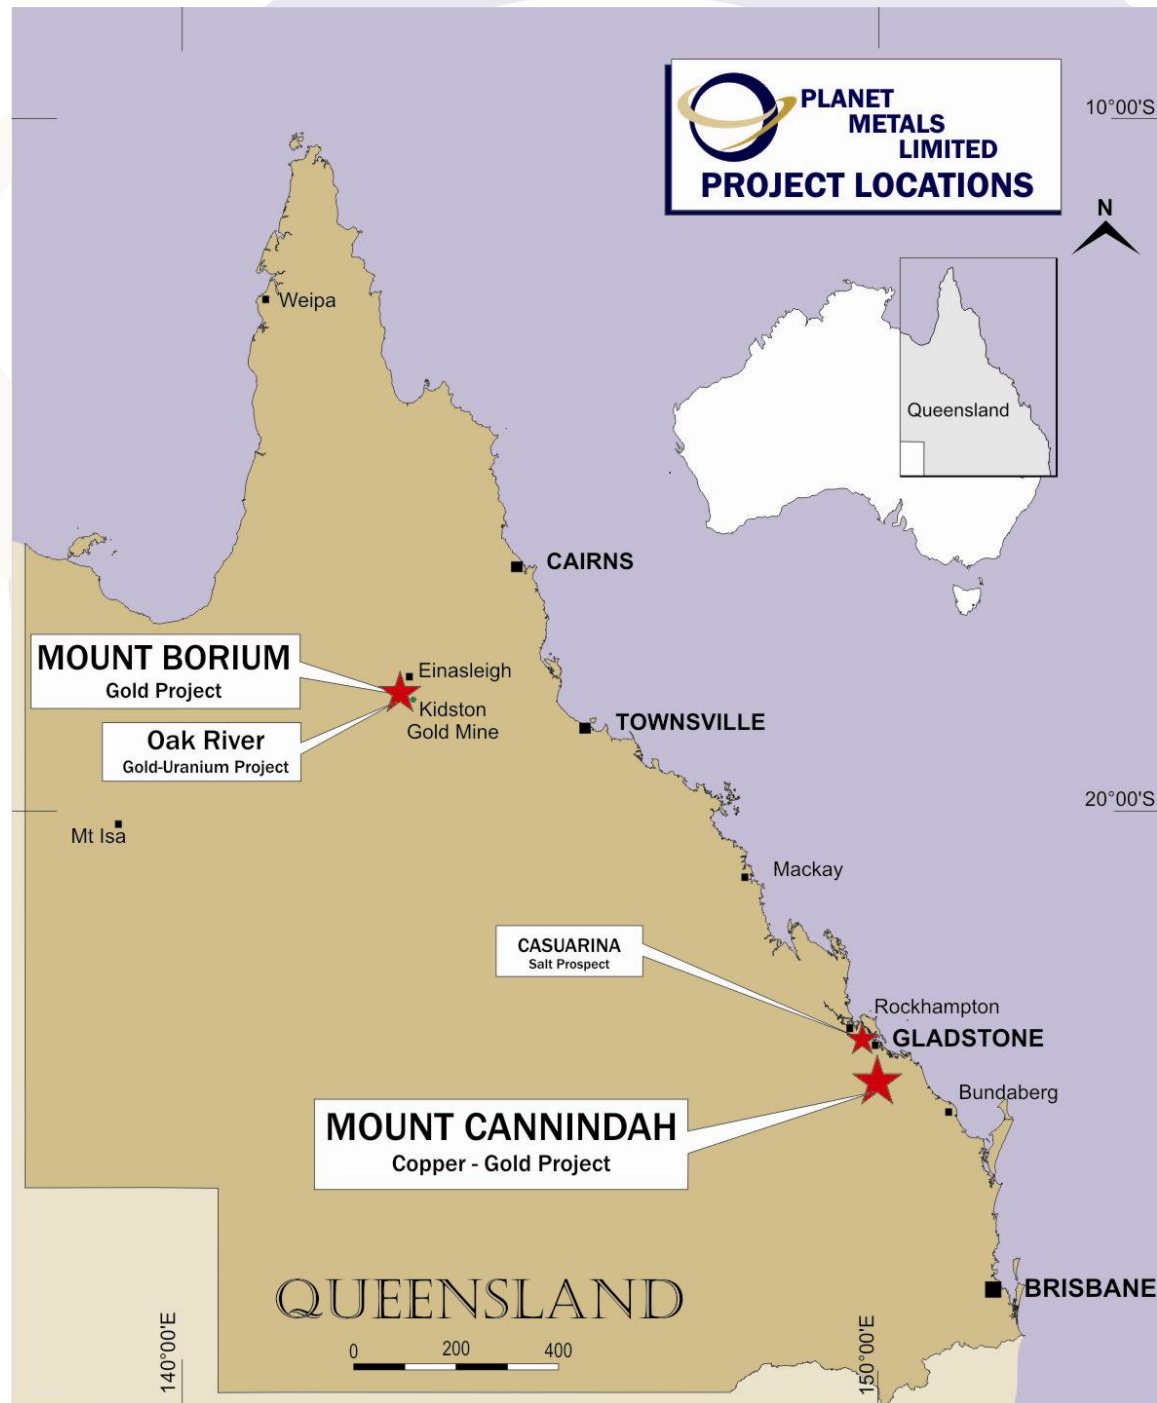 PLANET
METALS
LIMITED
PROJECT LOCATIONS
10°00'S
N
Weipa
Queensland
CAIRNS
MOUNT BORIUM
Gold Project
Einasleigh
Kidston
Gold Mine
Oak River
Gold-Uranium Project
TOWNSVILLE
20°00'S
Mt Isa
Mackay
CASUARINA
Salt Prospect
Rockhampton
GLADSTONE
Bundaberg
MOUNT CANNINDAH
Copper - Gold Project
QUEENSLAND
BRISBANE
0 200 400
140°00'E
150°00'E